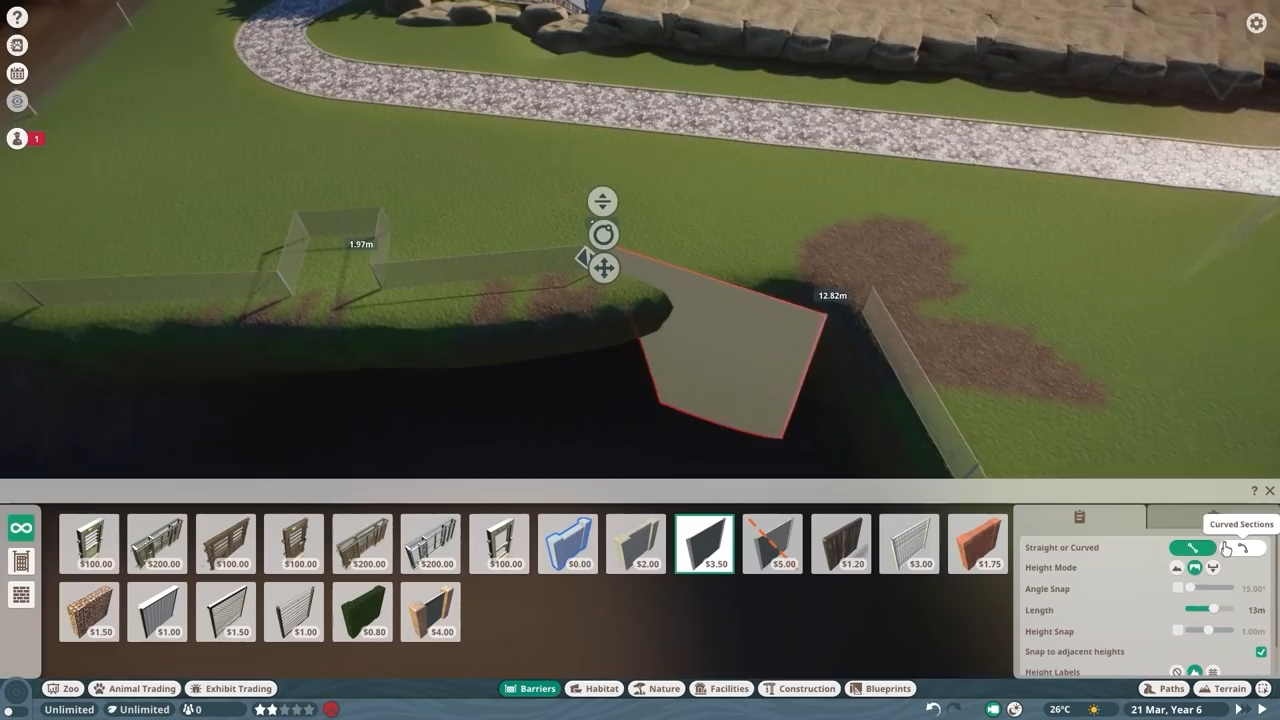 ?
1
1.97m
12.82m
?
$100.00
$200.00
$100.00
$100.00
$200.00
$200.00
$100.00
$0.00
$2.00
$3.50
$5.00
$1.20
$3.00
$1.75
$1.50
$1.00
$1.50
$1.00
$0.80
$4.00
Curved Sections
Straight or Curved
Height Mode
Angle Snap 15.00°
Length 13m
Height Snap 1.00m
Snap to adjacent heights
Height Labels
Zoo Animal Trading Exhibit Trading Barriers Habitat Nature Facilities Construction Blueprints Paths Terrain
Unlimited Unlimited 0 26°C 21 Mar, Year 6